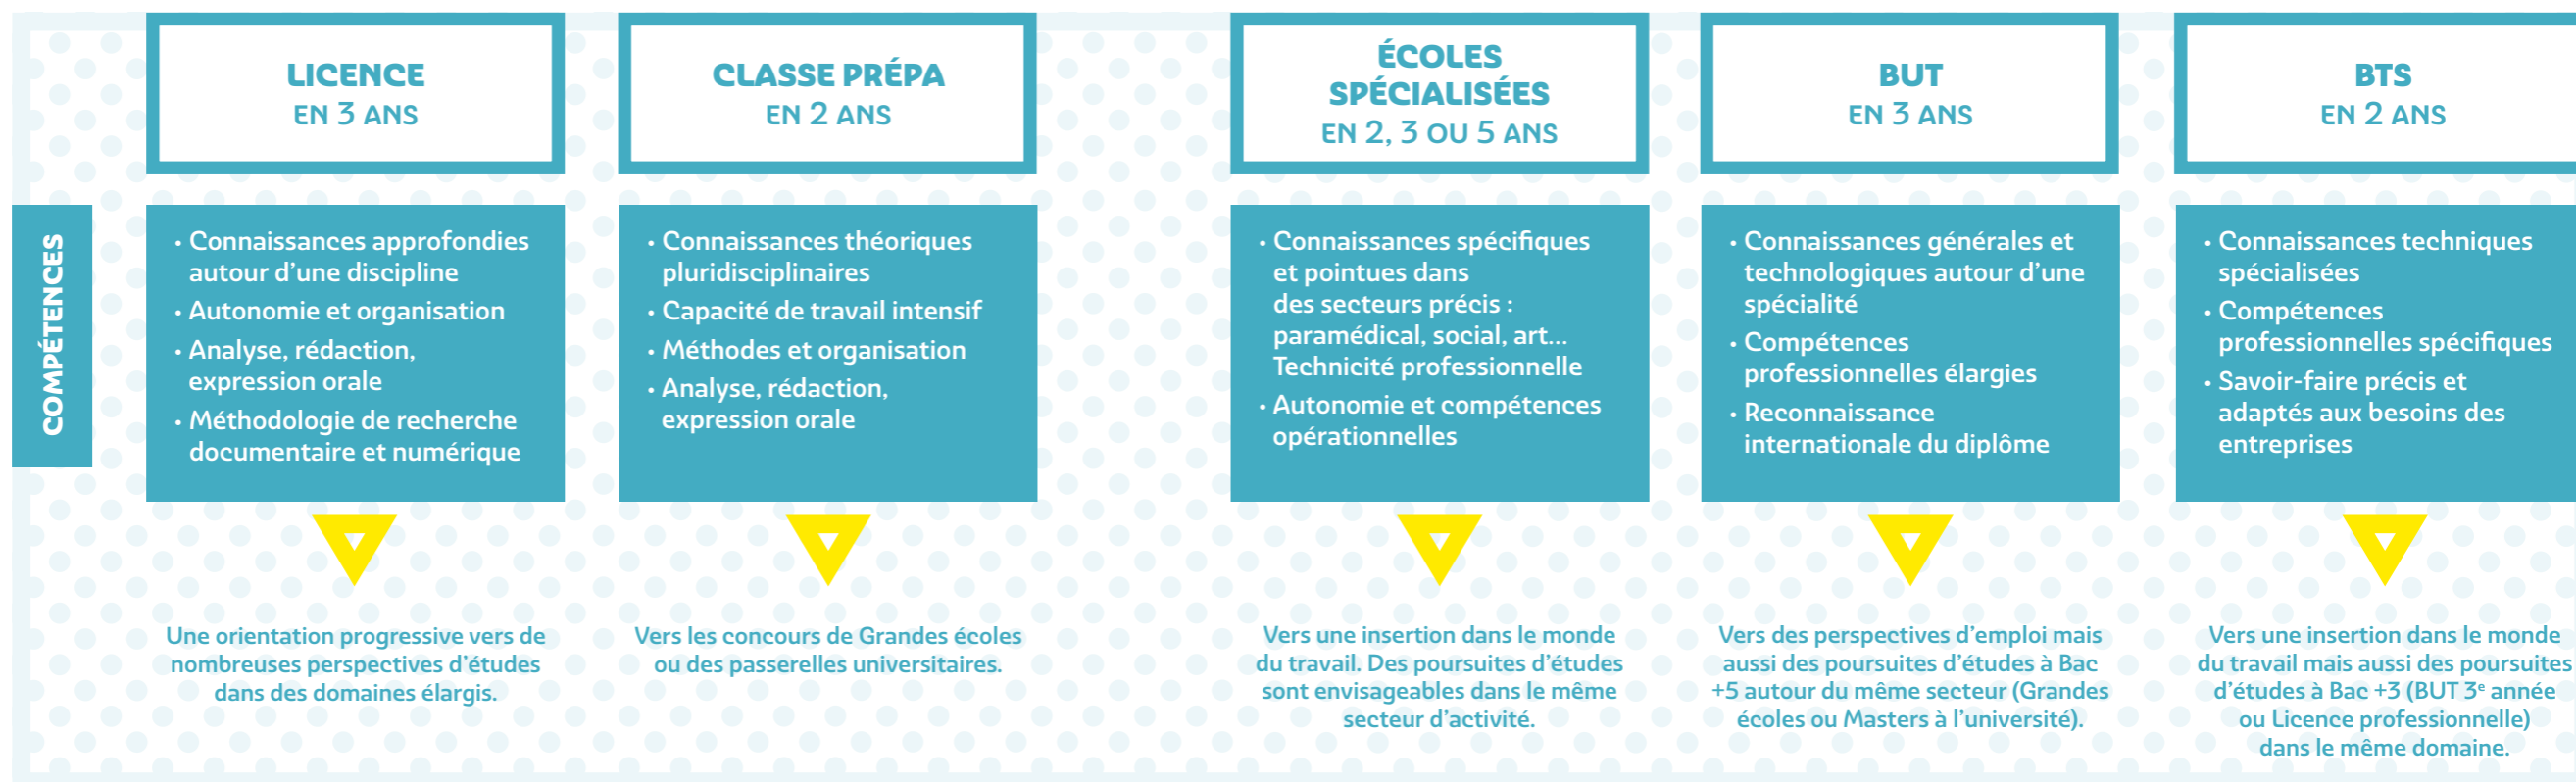 LICENCE
EN 3 ANS
CLASSE PRÉPA
EN 2 ANS
ÉCOLES
SPÉCIALISÉES
EN 2, 3 OU 5 ANS
BUT
EN 3 ANS
BTS
EN 2 ANS
COMPÉTENCES
• Connaissances approfondies
autour d'une discipline
• Autonomie et organisation
• Analyse, rédaction,
expression orale
• Méthodologie de recherche
documentaire et numérique
• Connaissances théoriques
pluridisciplinaires
• Capacité de travail intensif
• Méthodes et organisation
• Analyse, rédaction,
expression orale
• Connaissances spécifiques
et pointues dans
des secteurs précis :
paramédical, social, art...
Technicité professionnelle
• Autonomie et compétences
opérationnelles
• Connaissances générales et
technologiques autour d'une
spécialité
• Compétences
professionnelles élargies
• Reconnaissance
internationale du diplôme
• Connaissances techniques
spécialisées
• Compétences
professionnelles spécifiques
• Savoir-faire précis et
adaptés aux besoins des
entreprises
Une orientation progressive vers de
nombreuses perspectives d'études
dans des domaines élargis.
Vers les concours de Grandes écoles
ou des passerelles universitaires.
Vers une insertion dans le monde
du travail. Des poursuites d'études
sont envisageables dans le même
secteur d'activité.
Vers des perspectives d'emploi mais
aussi des poursuites d'études à Bac
+5 autour du même secteur (Grandes
écoles ou Masters à l'université).
Vers une insertion dans le monde
du travail mais aussi des poursuites
d'études à Bac +3 (BUT 3e année
ou Licence professionnelle)
dans le même domaine.